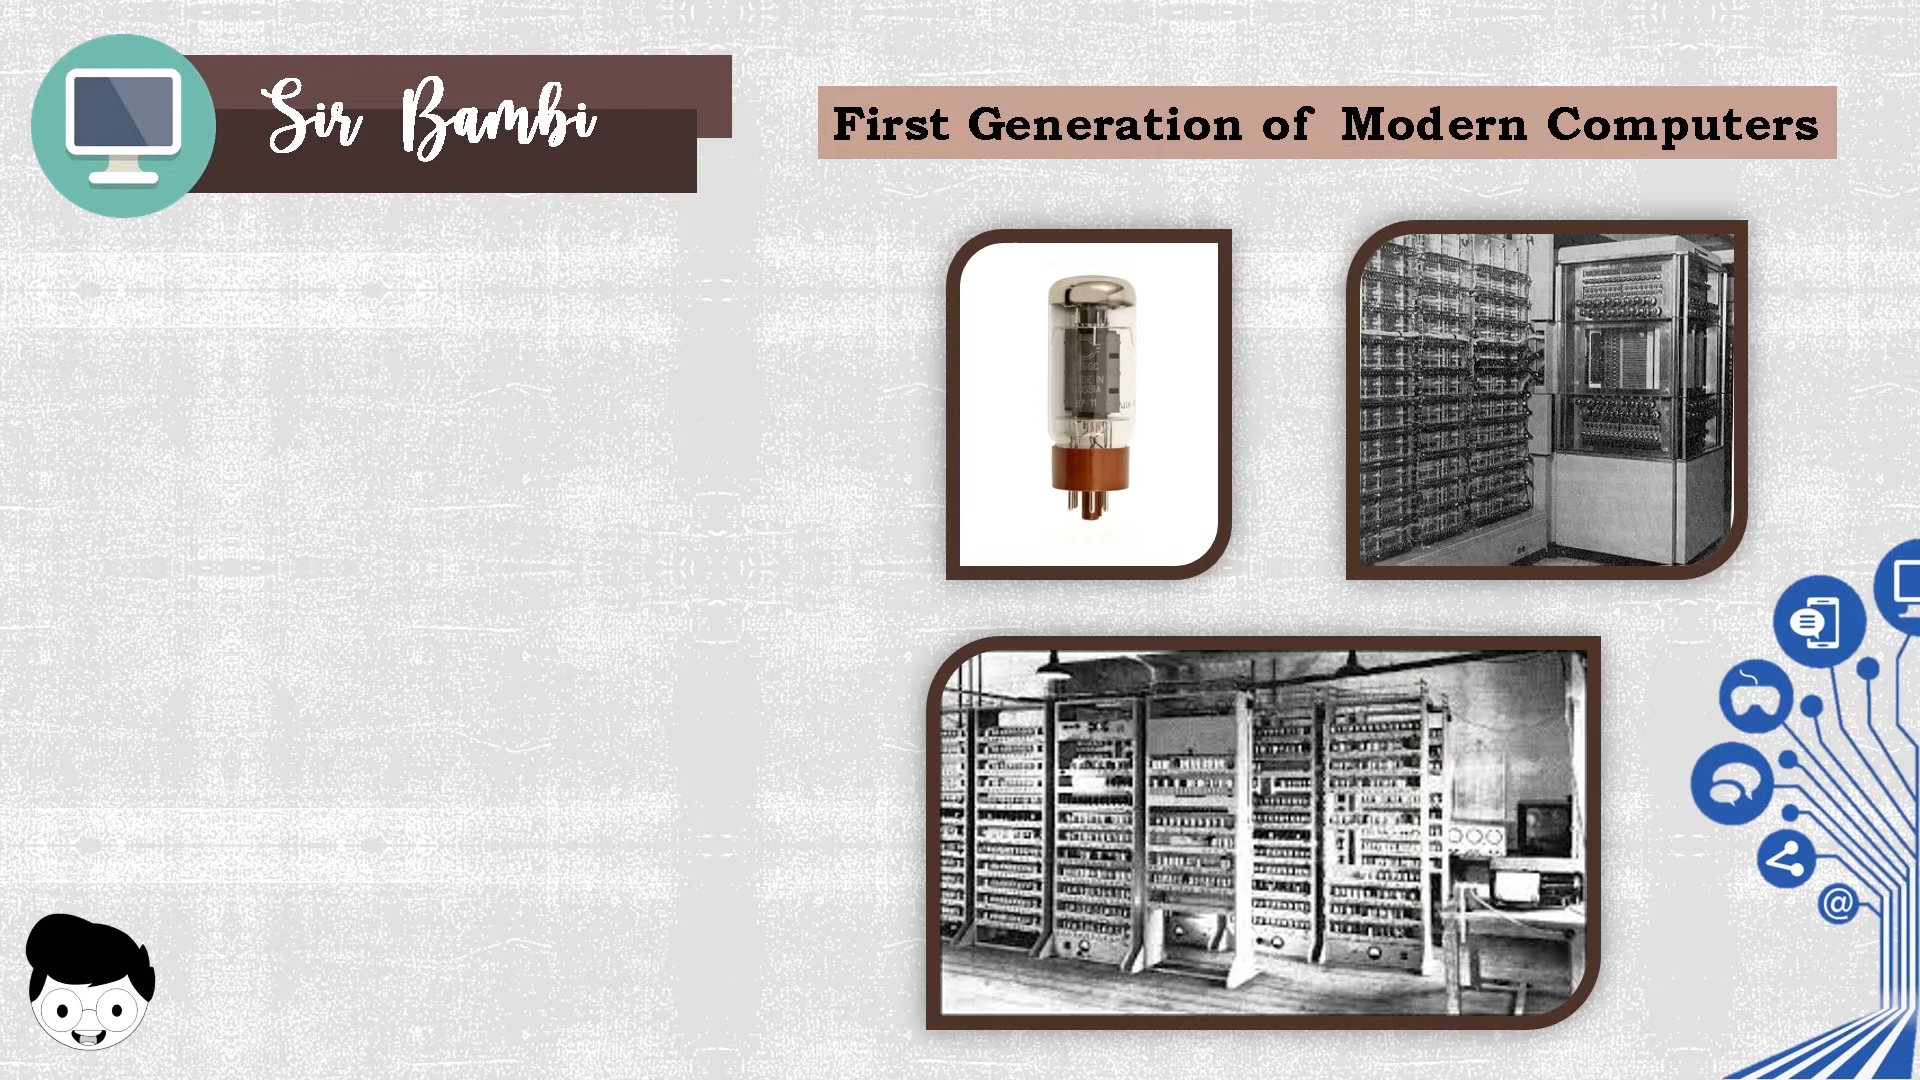 Sir Bambi
First Generation of Modern Computers
@